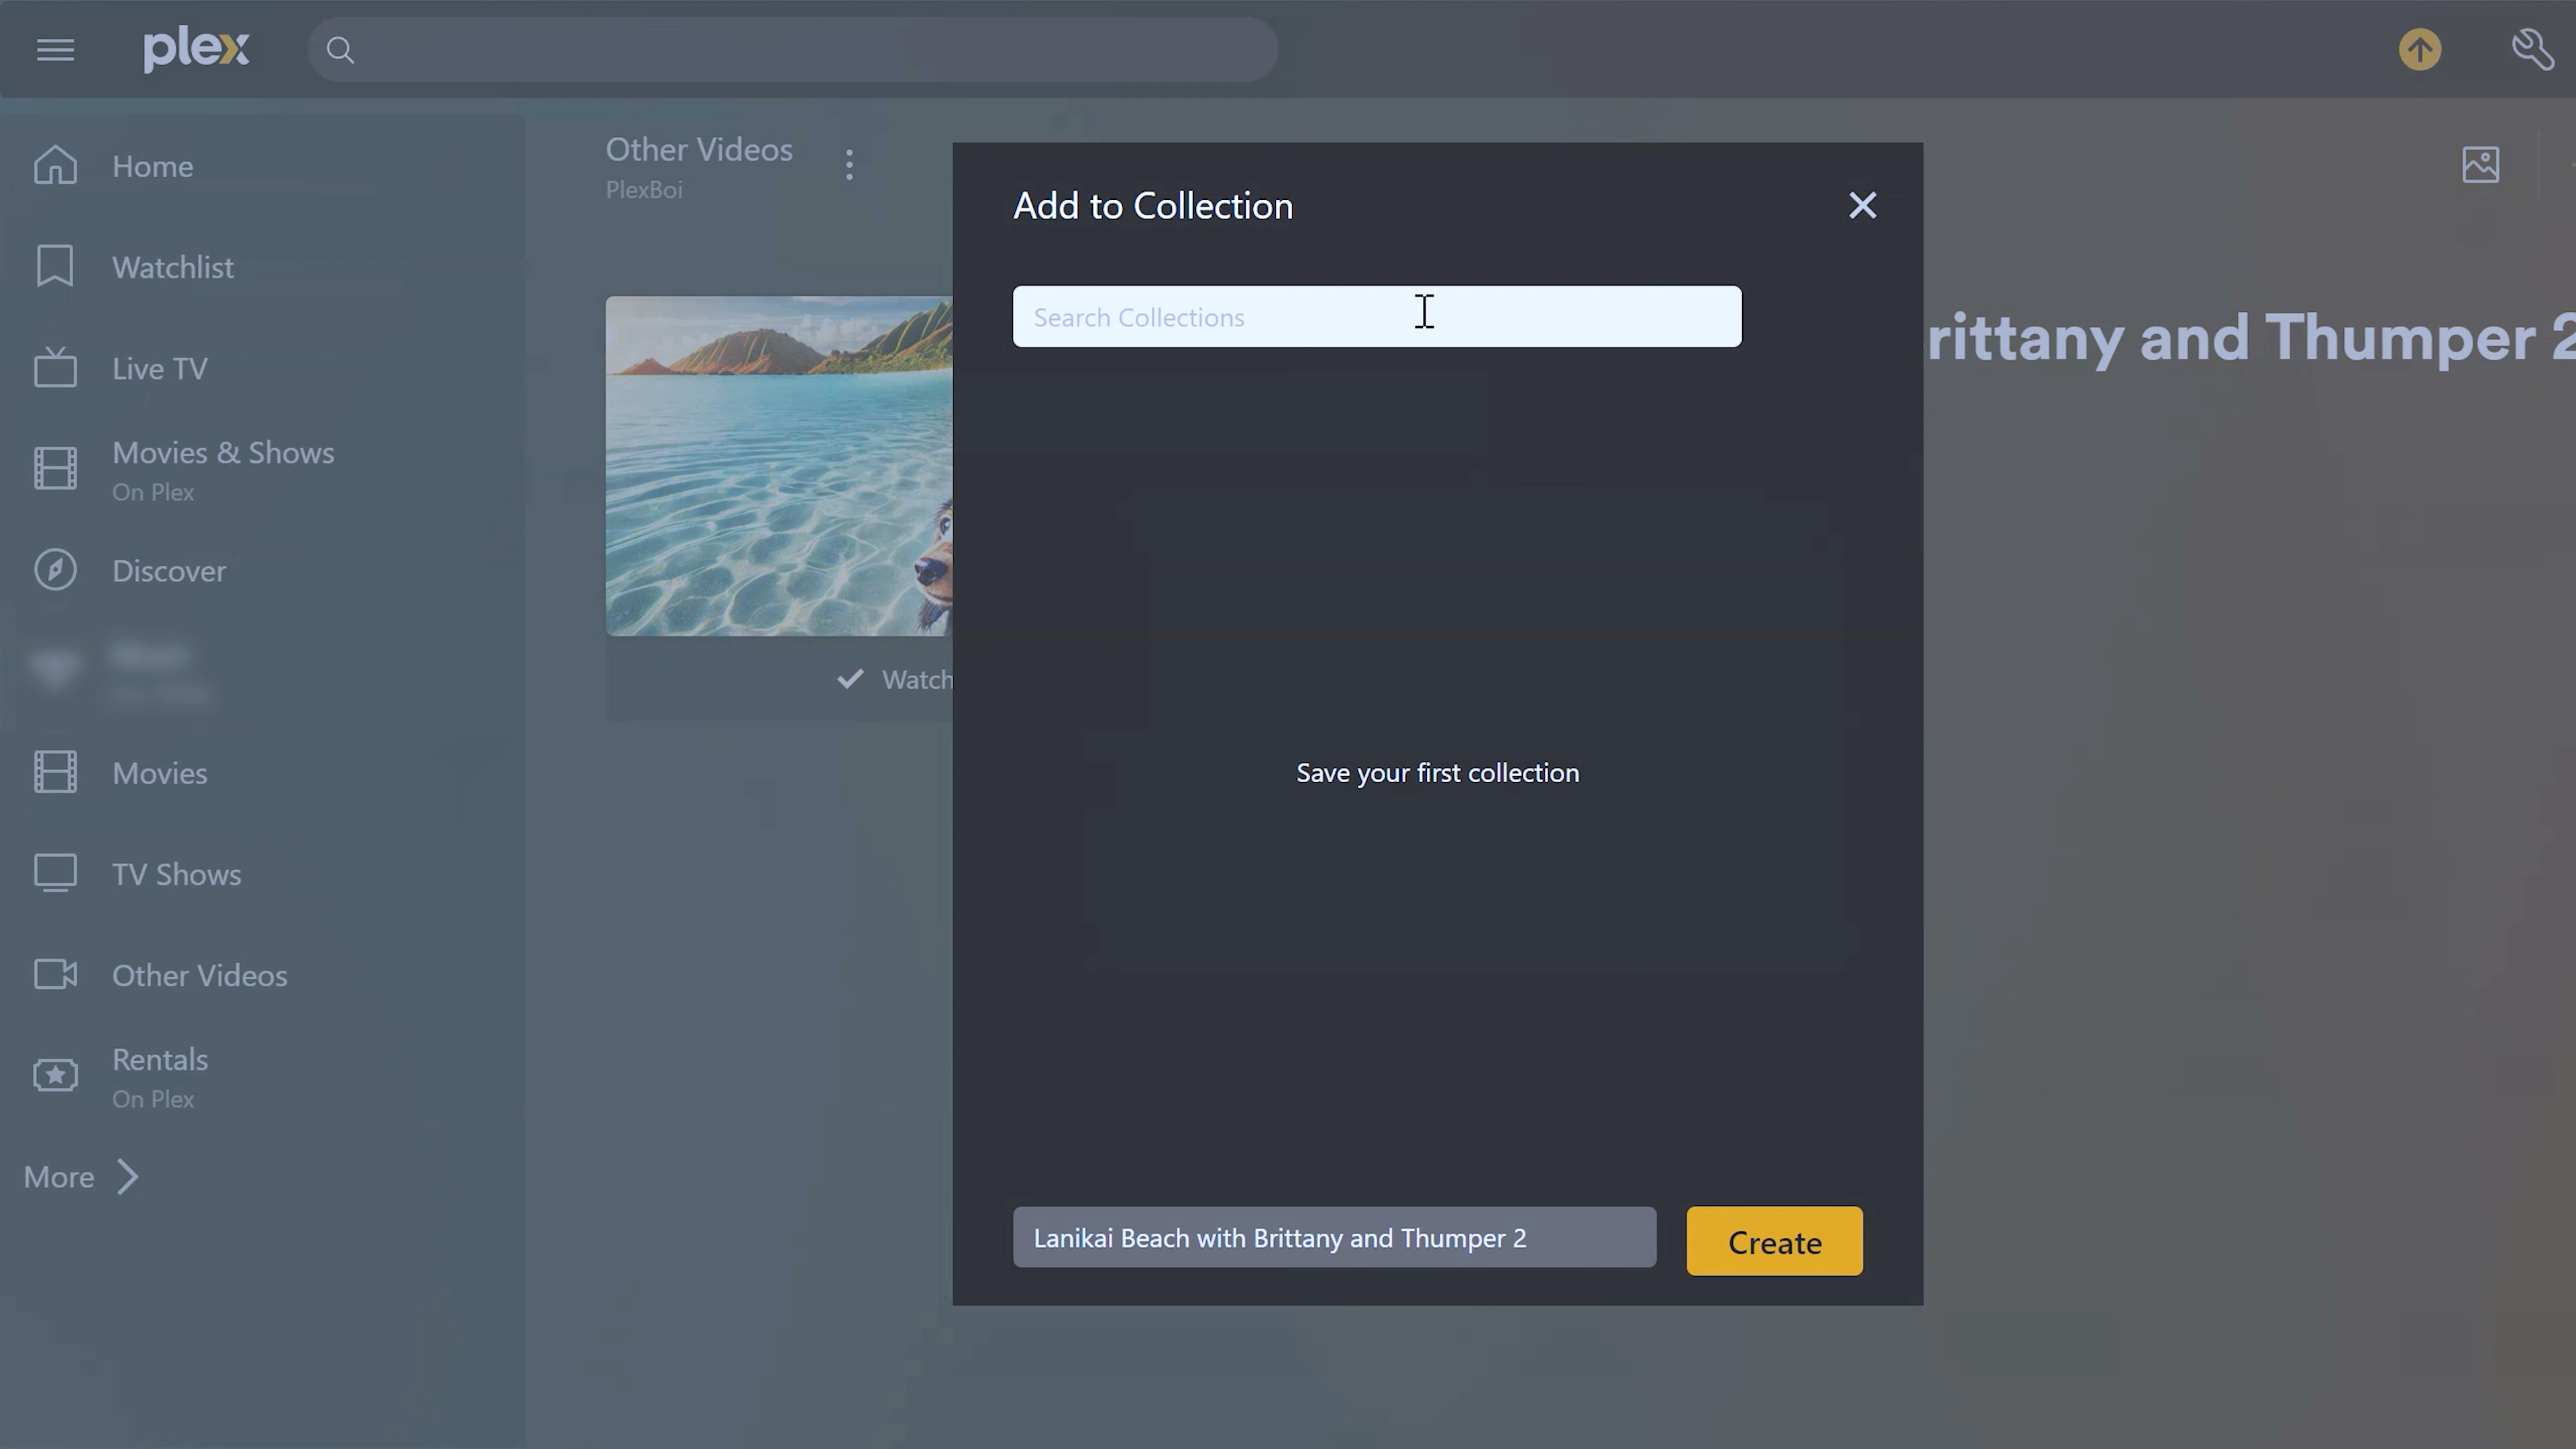 plex
Home
Watchlist
Live TV
Movies & Shows
On Plex
Discover
Movies
TV Shows
Other Videos
Rentals
On Plex
More
Other Videos
PlexBoi
Watch
rittany and Thumper 2
Add to Collection
Search Collections
Save your first collection
Lanikai Beach with Brittany and Thumper 2
Create